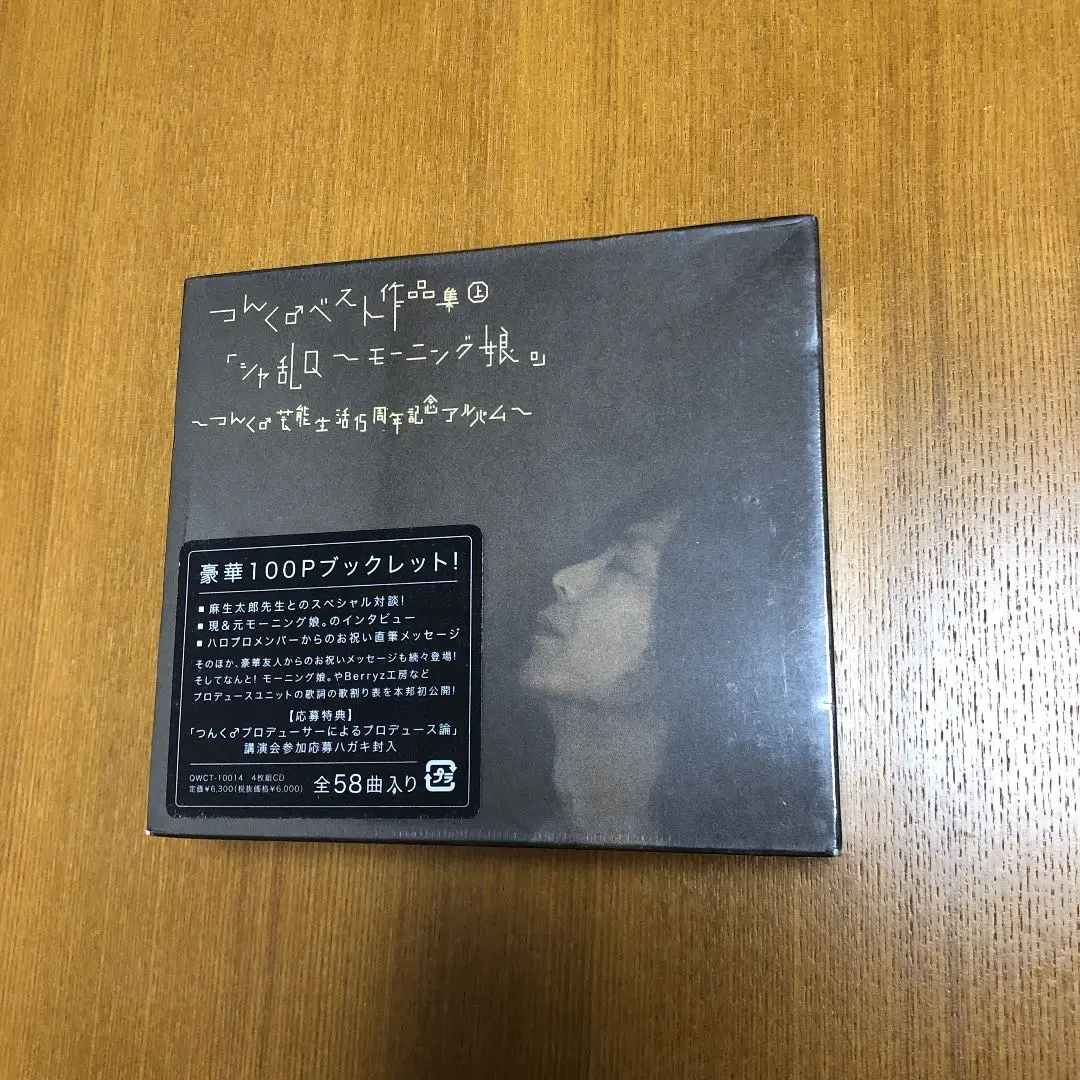 つんく♂ベスト作品集㊤
「シャ乱Q〜モーニング娘。」
〜つんく♂芸能生活15周年記念アルバム〜
豪華100Pブックレット!
■麻生太郎先生とのスペシャル対談!
■現&元モーニング娘。のインタビュー
■ハロプロメンバーからのお祝い直筆メッセージ
そのほか、豪華友人からのお祝いメッセージも続々登場!
そしてなんと! モーニング娘。やBerryz工房など
プロデュースユニットの歌詞の歌割り表を本邦初公開!
【応募特典】
「つんく♂プロデューサーによるプロデュース論」
講演会参加応募ハガキ封入
QWCT-10014 4枚組CD
定価¥6,300(税抜価格¥6,000)
全58曲入り
プラ